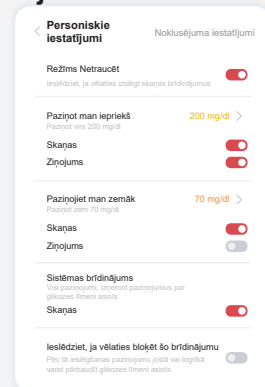 Personiskie
iestatījumi
Noklusējuma iestatījumi
Režīms Netraucēt
Ieslēdziet, ja vēlaties izslēgt skaņas brīdinājumus
Paziņot man iepriekš
200 mg/dl
Paziņot virs 200 mg/dl
Skaņas
Ziņojums
Paziņojiet man zemāk
70 mg/dl
Paziņot zem 70 mg/dl
Skaņas
Ziņojums
Sistēmas brīdinājums
Visi paziņojumi, izņemot paziņojumus par
glikozes līmeni asinīs
Skaņas
Ieslēdziet, ja vēlaties bloķēt šo brīdinājumu
Pēc tā ieslēgšanas paziņojumu joslā vai logrīkā
varat pārbaudīt glikozes līmeni asinīs.